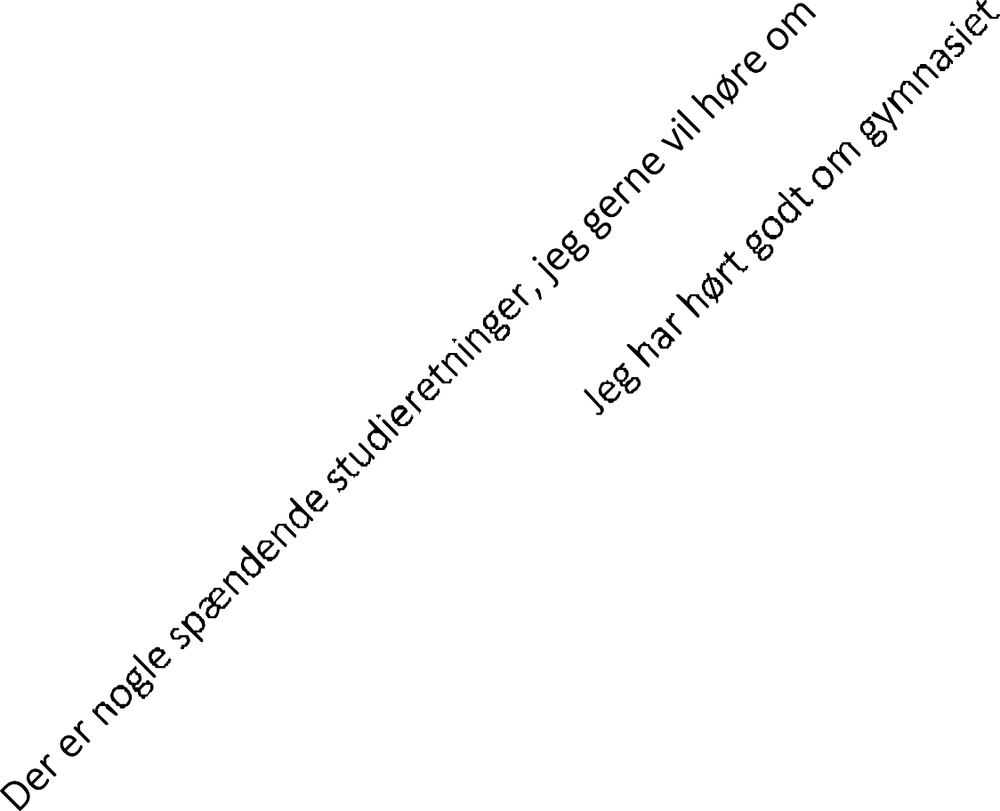 Der er nogle spændende studieretninger, jeg gerne vil høre om
Jeg har hørt godt om gymnasiet